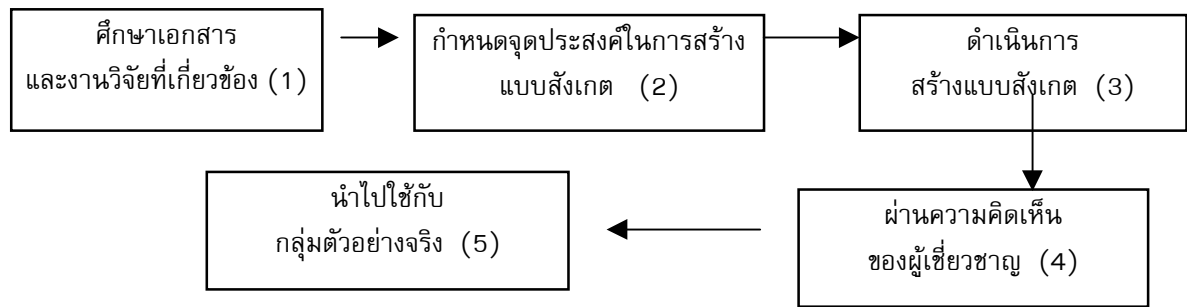 ศึกษาเอกสาร
และงานวิจัยที่เกี่ยวข้อง (1)
กำหนดจุดประสงค์ในการสร้าง
แบบสังเกต (2)
ดำเนินการ
สร้างแบบสังเกต (3)
ผ่านความคิดเห็น
ของผู้เชี่ยวชาญ (4)
นำไปใช้กับ
กลุ่มตัวอย่างจริง (5)